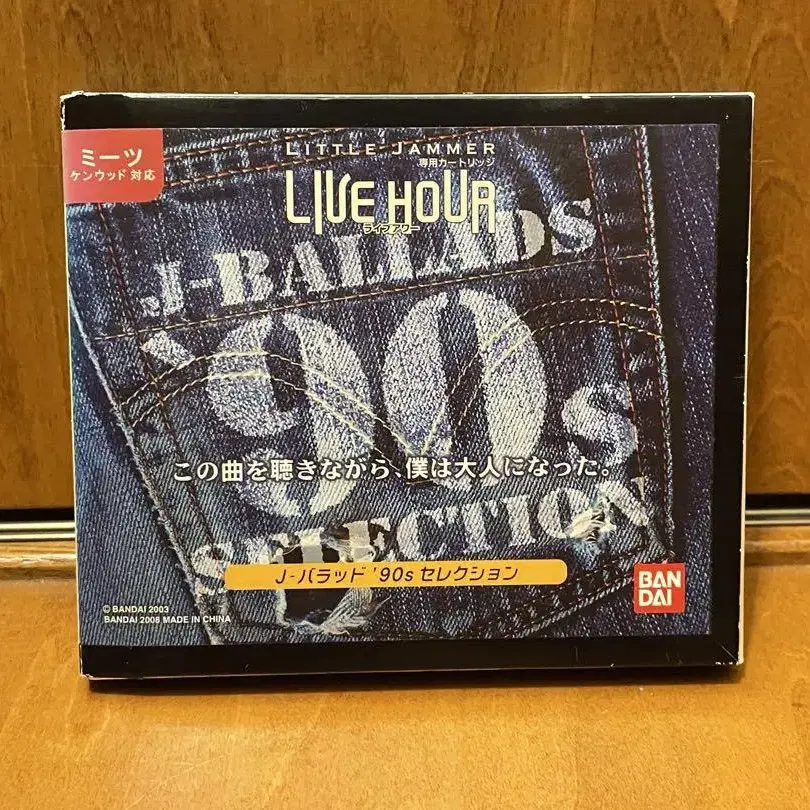 ミーツ
ケンウッド対応
LITTLE JAMMER
専用カートリッジ
LIVE HOUR
ライブアワー
J-BALLADS
'90s
この曲を聴きながら、僕は大人になった。
SELECTION
J-バラッド '90s セレクション
BAN
DAI
© BANDAI 2003
BANDAI 2008 MADE IN CHINA